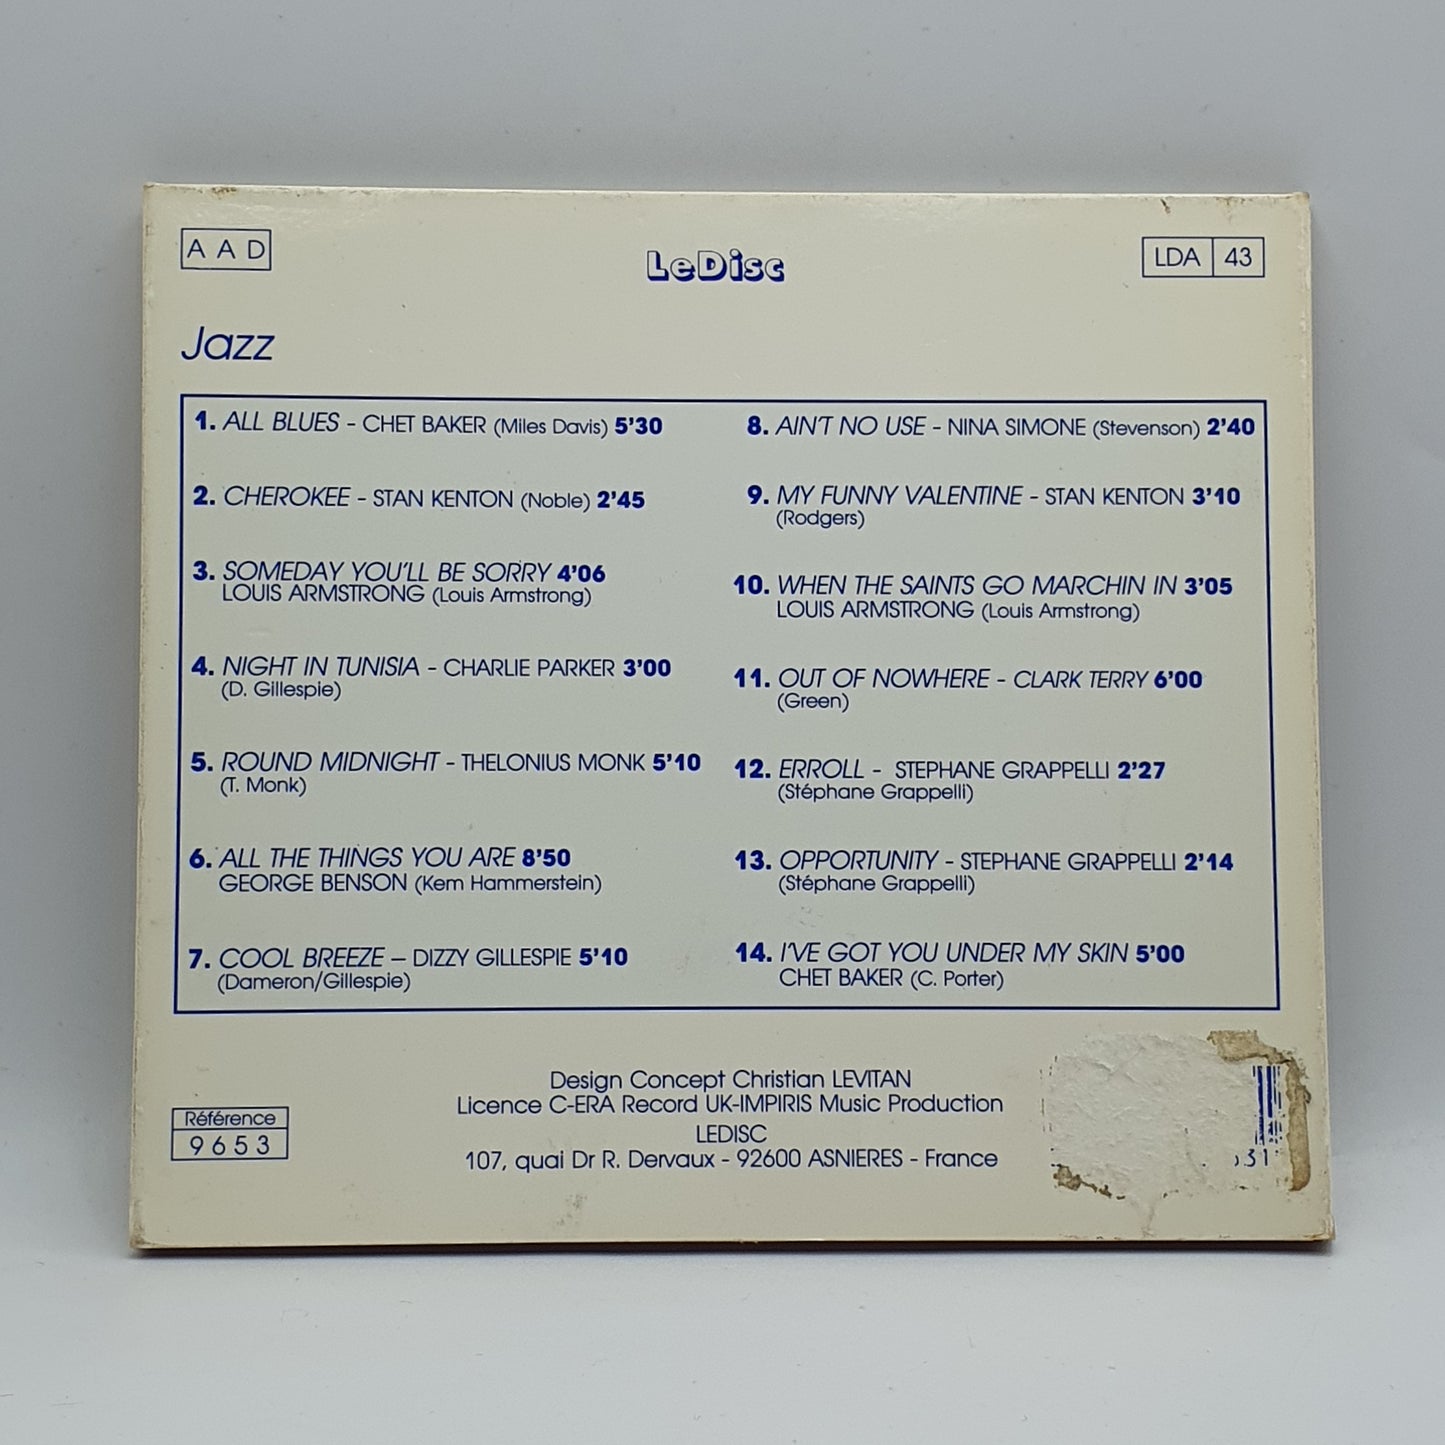 AAD
LeDisc
LDA 43
Jazz
1. ALL BLUES - CHET BAKER (Miles Davis) 5'30
2. CHEROKEE - STAN KENTON (Noble) 2'45
3. SOMEDAY YOU'LL BE SORRY 4'06
LOUIS ARMSTRONG (Louis Armstrong)
4. NIGHT IN TUNISIA - CHARLIE PARKER 3'00
(D. Gillespie)
5. ROUND MIDNIGHT - THELONIUS MONK 5'10
(T. Monk)
6. ALL THE THINGS YOU ARE 8'50
GEORGE BENSON (Kem Hammerstein)
7. COOL BREEZE – DIZZY GILLESPIE 5'10
(Dameron/Gillespie)
8. AIN'T NO USE - NINA SIMONE (Stevenson) 2'40
9. MY FUNNY VALENTINE - STAN KENTON 3'10
(Rodgers)
10. WHEN THE SAINTS GO MARCHIN IN 3'05
LOUIS ARMSTRONG (Louis Armstrong)
11. OUT OF NOWHERE - CLARK TERRY 6'00
(Green)
12. ERROLL - STEPHANE GRAPPELLI 2'27
(Stéphane Grappelli)
13. OPPORTUNITY - STEPHANE GRAPPELLI 2'14
(Stéphane Grappelli)
14. I'VE GOT YOU UNDER MY SKIN 5'00
CHET BAKER (C. Porter)
Design Concept Christian LEVITAN
Licence C-ERA Record UK-IMPIRIS Music Production
LEDISC
107, quai Dr R. Dervaux - 92600 ASNIERES - France
Référence
9653